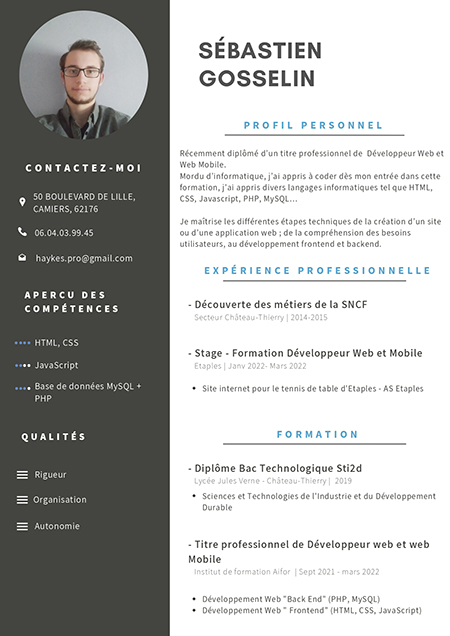 SÉBASTIEN
GOSSELIN
CONTACTEZ-MOI
50 BOULEVARD DE LILLE,
CAMIERS, 62176
06.04.03.99.45
haykes.pro@gmail.com
APERCU DES
COMPÉTENCES
HTML, CSS
JavaScript
Base de données MySQL +
PHP
QUALITÉS
Rigueur
Organisation
Autonomie
PROFIL PERSONNEL
Récemment diplômé d'un titre professionnel de Développeur Web et
Web Mobile.
Mordu d'informatique, j'ai appris à coder dès mon entrée dans cette
formation, j'ai appris divers langages informatiques tel que HTML,
CSS, Javascript, PHP, MySQL...
Je maîtrise les différentes étapes techniques de la création d'un site
ou d'une application web ; de la compréhension des besoins
utilisateurs, au développement frontend et backend.
EXPÉRIENCE PROFESSIONNELLE
- Découverte des métiers de la SNCF
Secteur Château-Thierry | 2014-2015
- Stage - Formation Développeur Web et Mobile
Etaples | Janv 2022- Mars 2022
• Site internet pour le tennis de table d'Etaples - AS Etaples
FORMATION
- Diplôme Bac Technologique Sti2d
Lycée Jules Verne - Château-Thierry | 2019
• Sciences et Technologies de l'Industrie et du Développement
Durable
- Titre professionnel de Développeur web et web
Mobile
Institut de formation Aifor | Sept 2021 - mars 2022
• Développement Web "Back End" (PHP, MySQL)
• Développement Web " Frontend" (HTML, CSS, JavaScript)